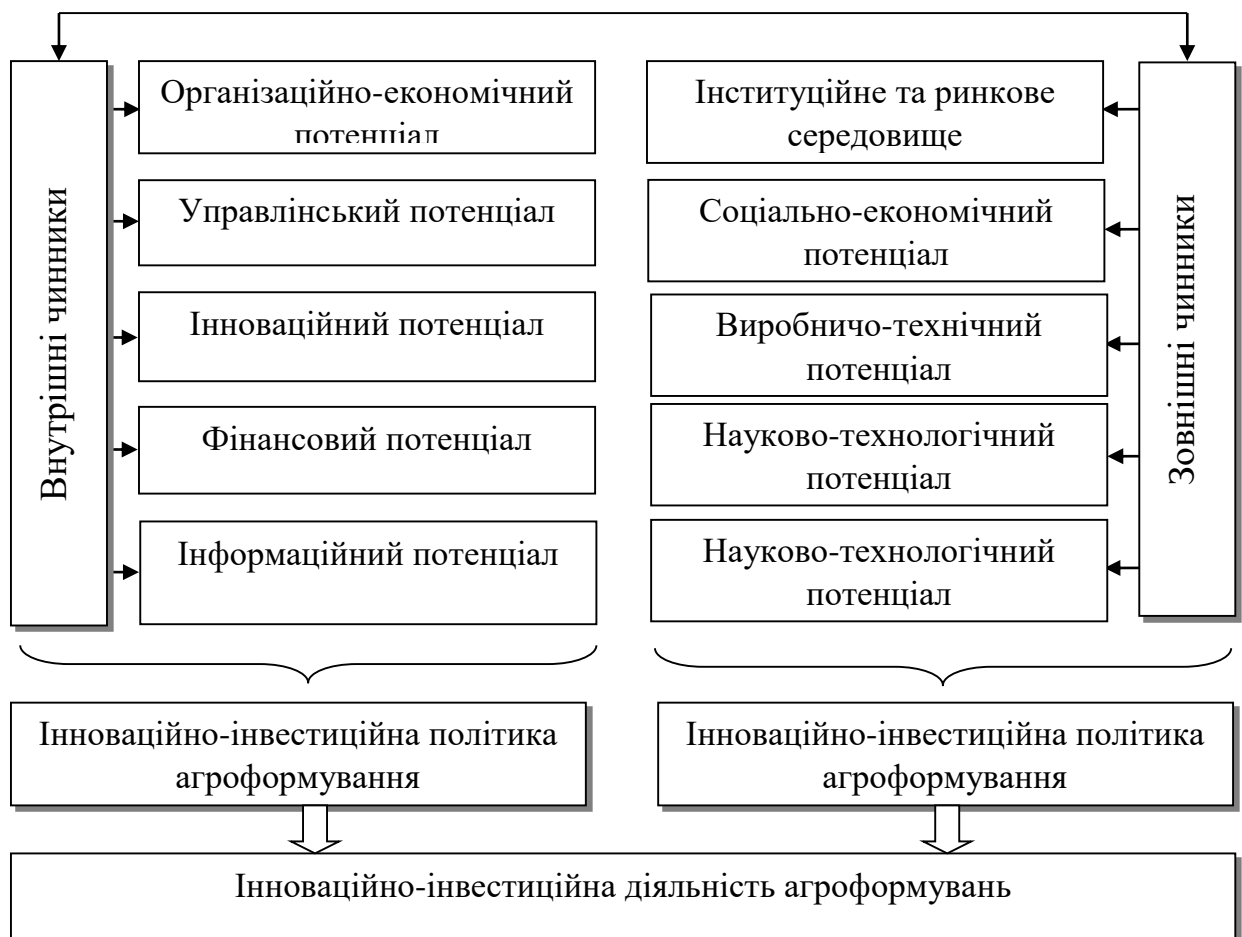 Внутрішні чинники
Організаційно-економічний
потенціал
Управлінський потенціал
Інноваційний потенціал
Фінансовий потенціал
Інформаційний потенціал
Інституційне та ринкове
середовище
Соціально-економічний
потенціал
Виробничо-технічний
потенціал
Науково-технологічний
потенціал
Науково-технологічний
потенціал
Зовнішні чинники
Інноваційно-інвестиційна політика
агроформування
Інноваційно-інвестиційна політика
агроформування
Інноваційно-інвестиційна діяльність агроформувань